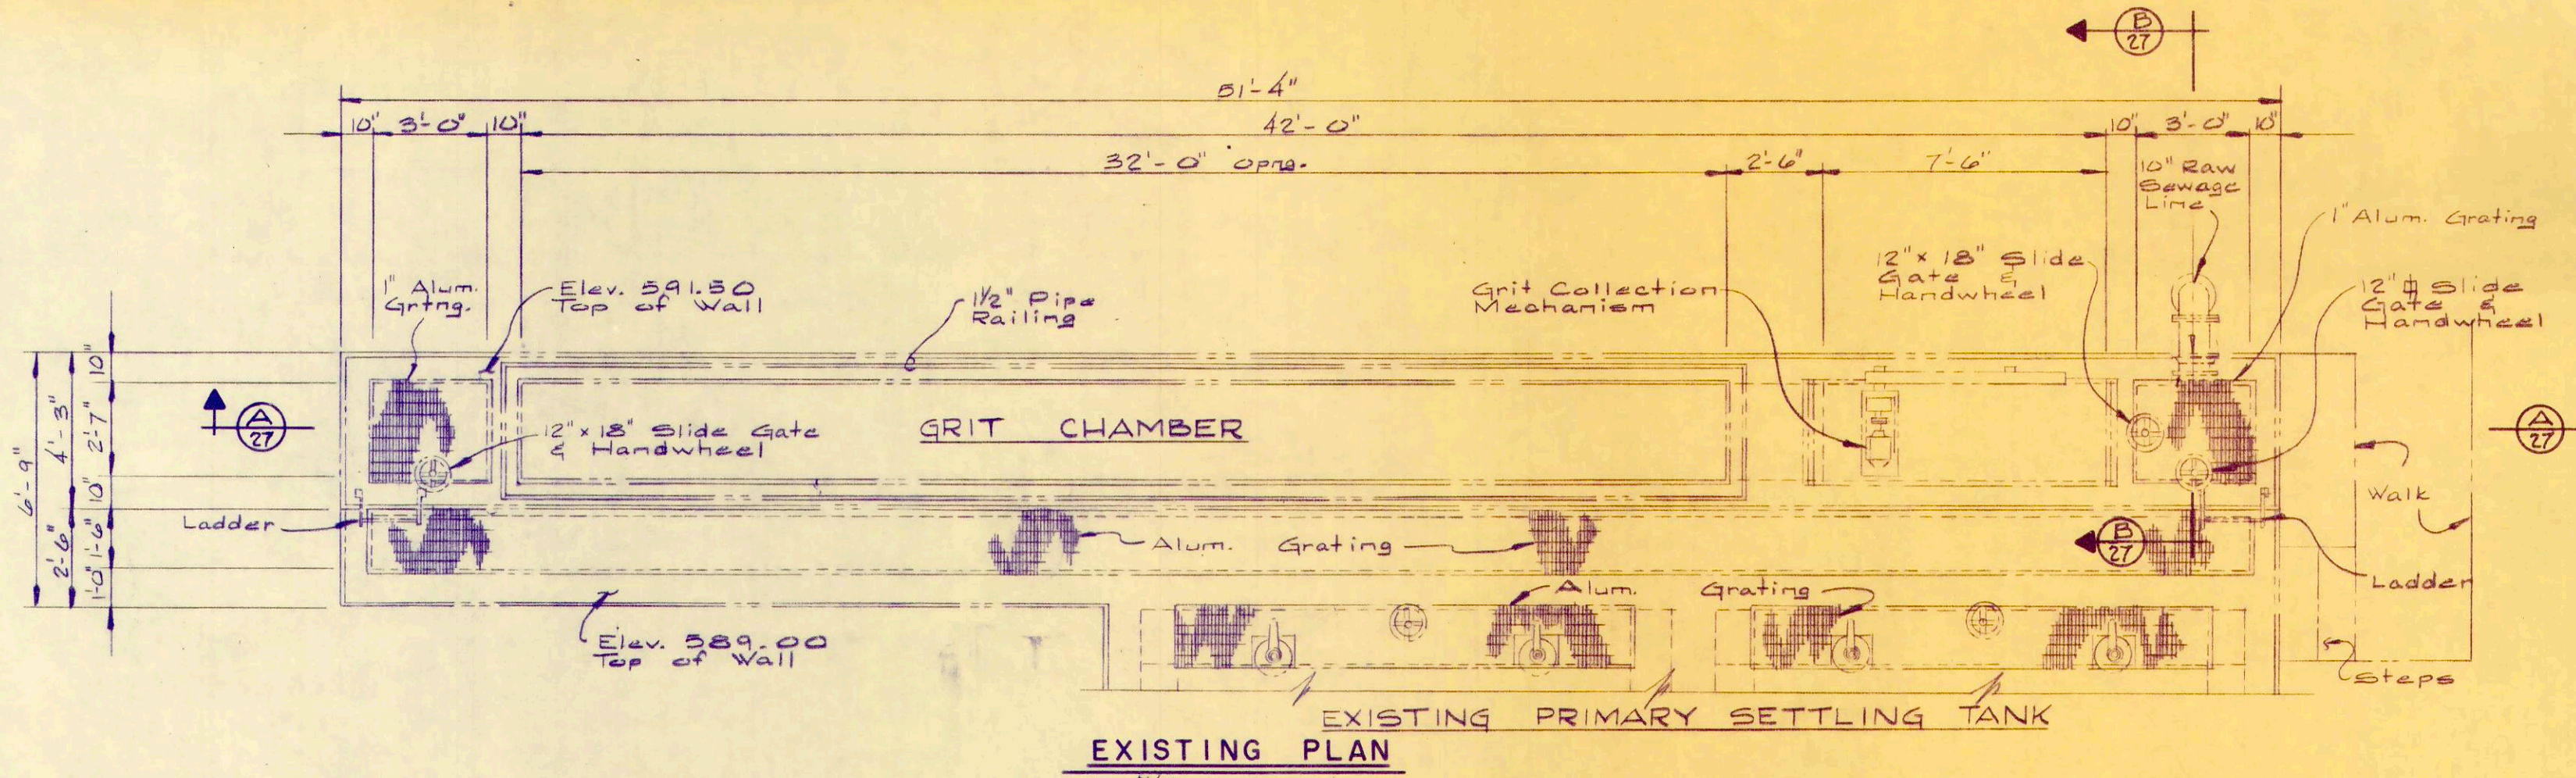 B
27
51'-4"
10" 3'-0" 10" 42'-0" 10" 3'-0" 10"
32'-0" opng. 2'-6" 7'-6"
10" Raw
Sewage
Line
1" Alum. Grating
12" x 18" Slide
Gate &
Handwheel
12" ⌷ Slide
Gate &
Handwheel
Grit Collection
Mechanism
1" Alum.
Grtng.
Elev. 591.50
Top of Wall
1½" Pipe
Railing
6'-9"
4'-3"
2'-6"
10"
2'-7"
10"
1'-6"
1'-0"
A
27
12" x 18" Slide Gate
& Handwheel
GRIT CHAMBER
A
27
Walk
Ladder
Alum. Grating
B
27
Ladder
Alum. Grating
Elev. 589.00
Top of Wall
Steps
EXISTING PRIMARY SETTLING TANK
EXISTING PLAN